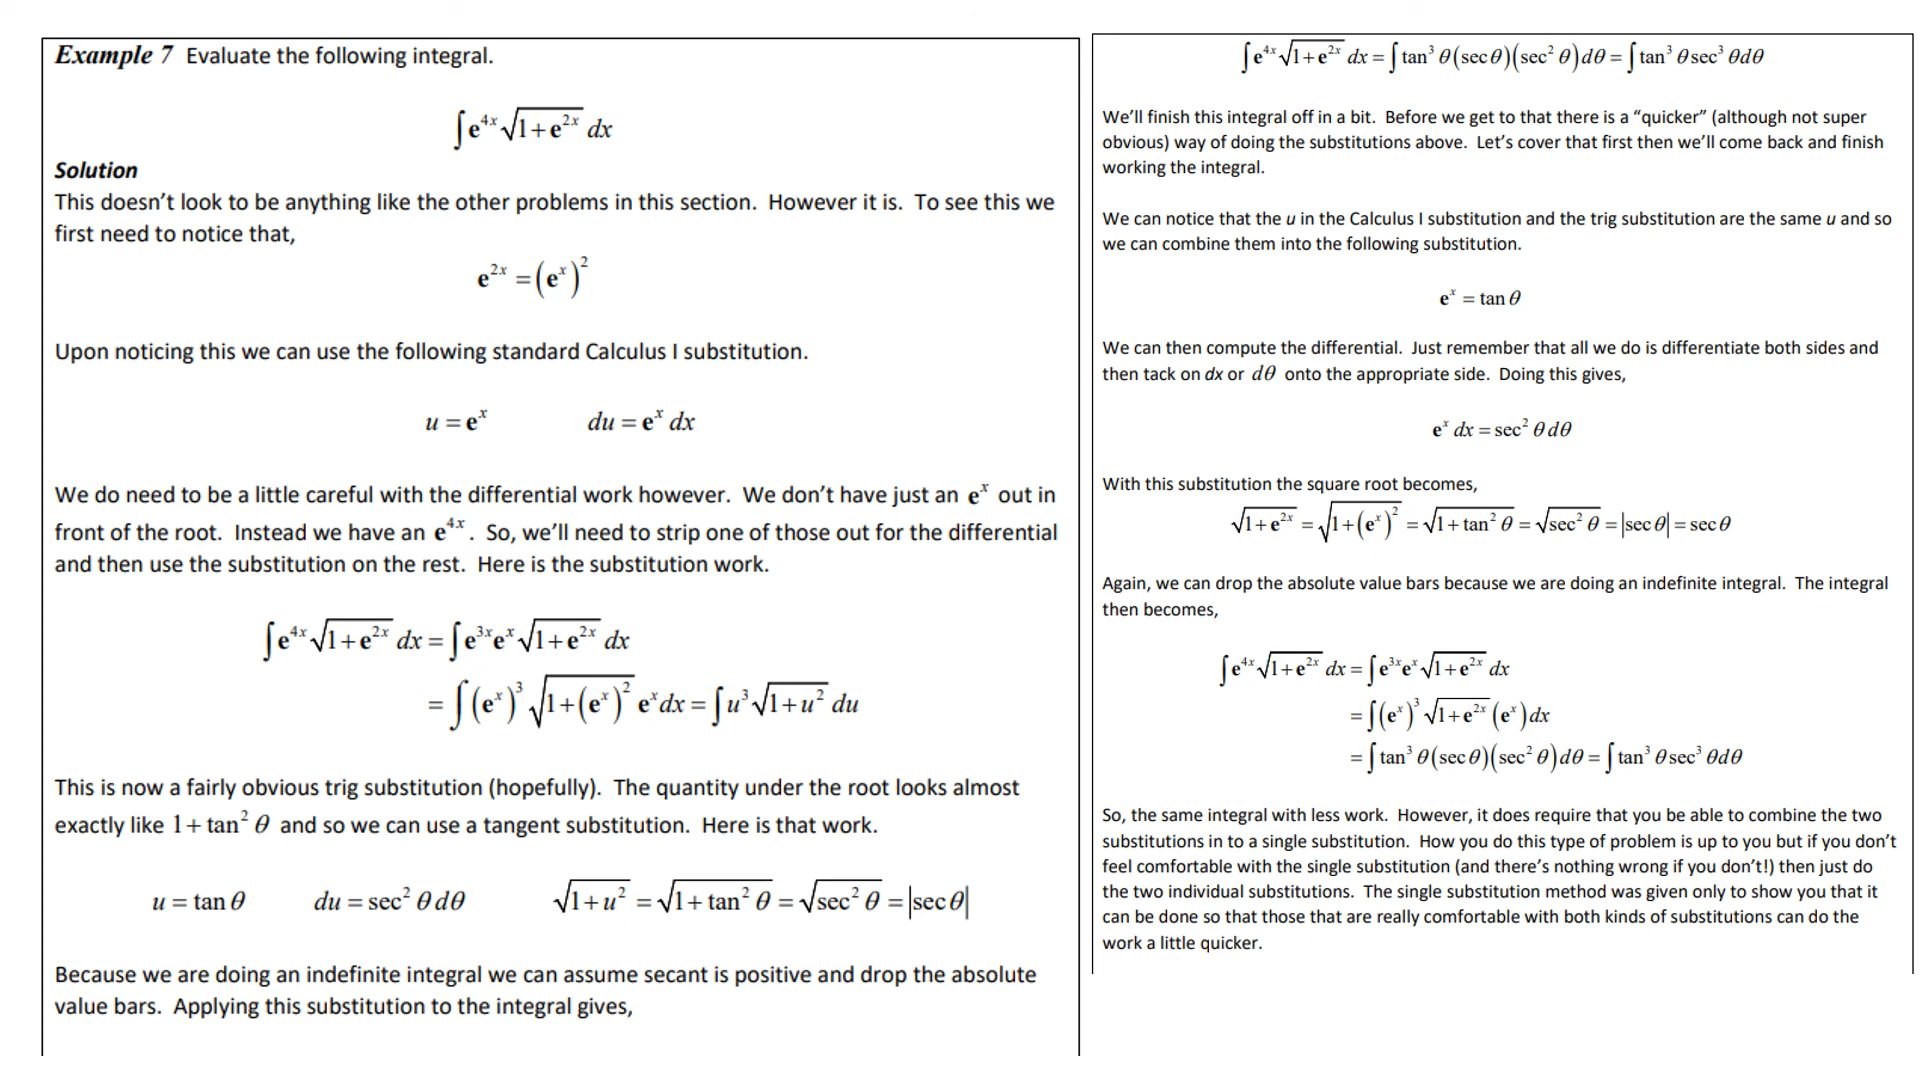 Example 7 Evaluate the following integral.
∫e^{4x}√(1+e^{2x}) dx
Solution
This doesn't look to be anything like the other problems in this section. However it is. To see this we
first need to notice that,
e^{2x} = (e^x)^2
Upon noticing this we can use the following standard Calculus I substitution.
u = e^x du = e^x dx
We do need to be a little careful with the differential work however. We don't have just an e^x out in
front of the root. Instead we have an e^{4x}. So, we'll need to strip one of those out for the differential
and then use the substitution on the rest. Here is the substitution work.
∫e^{4x}√(1+e^{2x}) dx = ∫e^{3x}e^x√(1+e^{2x}) dx
= ∫(e^x)^3 √(1+(e^x)^2) e^x dx = ∫u^3√(1+u^2) du
This is now a fairly obvious trig substitution (hopefully). The quantity under the root looks almost
exactly like 1+tan^2 θ and so we can use a tangent substitution. Here is that work.
u = tan θ du = sec^2 θ dθ √(1+u^2) = √(1+tan^2 θ) = √(sec^2 θ) = |sec θ|
Because we are doing an indefinite integral we can assume secant is positive and drop the absolute
value bars. Applying this substitution to the integral gives,
∫e^{4x}√(1+e^{2x}) dx = ∫tan^3 θ(sec θ)(sec^2 θ)dθ = ∫tan^3 θ sec^3 θ dθ
We'll finish this integral off in a bit. Before we get to that there is a "quicker" (although not super
obvious) way of doing the substitutions above. Let's cover that first then we'll come back and finish
working the integral.
We can notice that the u in the Calculus I substitution and the trig substitution are the same u and so
we can combine them into the following substitution.
e^x = tan θ
We can then compute the differential. Just remember that all we do is differentiate both sides and
then tack on dx or dθ onto the appropriate side. Doing this gives,
e^x dx = sec^2 θ dθ
With this substitution the square root becomes,
√(1+e^{2x}) = √(1+(e^x)^2) = √(1+tan^2 θ) = √(sec^2 θ) = |sec θ| = sec θ
Again, we can drop the absolute value bars because we are doing an indefinite integral. The integral
then becomes,
∫e^{4x}√(1+e^{2x}) dx = ∫e^{3x}e^x√(1+e^{2x}) dx
= ∫(e^x)^3 √(1+e^{2x}) (e^x) dx
= ∫tan^3 θ(sec θ)(sec^2 θ)dθ = ∫tan^3 θ sec^3 θ dθ
So, the same integral with less work. However, it does require that you be able to combine the two
substitutions in to a single substitution. How you do this type of problem is up to you but if you don't
feel comfortable with the single substitution (and there's nothing wrong if you don't!) then just do
the two individual substitutions. The single substitution method was given only to show you that it
can be done so that those that are really comfortable with both kinds of substitutions can do the
work a little quicker.